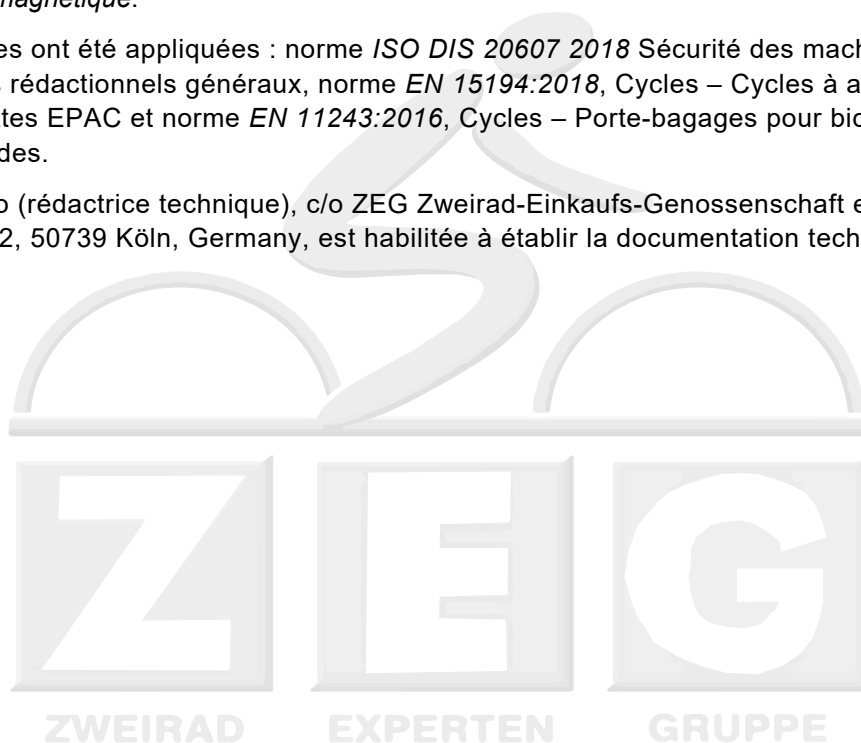 magnétique.
es ont été appliquées : norme ISO DIS 20607 2018 Sécurité des mach
rédactionnels généraux, norme EN 15194:2018, Cycles – Cycles à a
tes EPAC et norme EN 11243:2016, Cycles – Porte-bagages pour bic
des.
o (rédactrice technique), c/o ZEG Zweirad-Einkaufs-Genossenschaft e
2, 50739 Köln, Germany, est habilitée à établir la documentation tech
ZEG
ZWEIRAD EXPERTEN GRUPPE